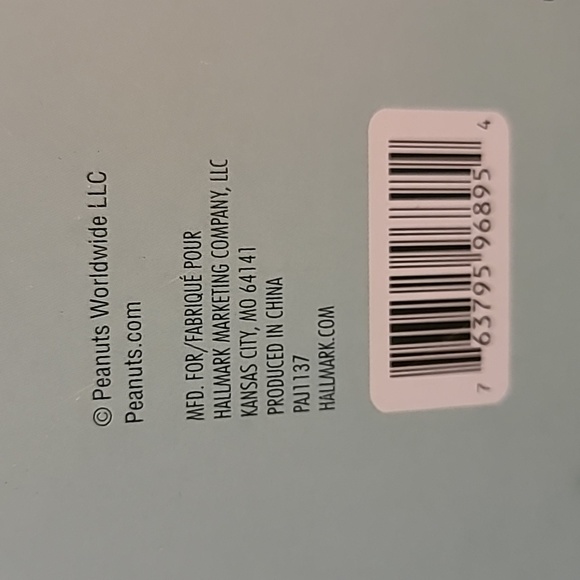 © Peanuts Worldwide LLC
Peanuts.com
MFD. FOR/FABRIQUÉ POUR
HALLMARK MARKETING COMPANY, LLC
KANSAS CITY, MO 64141
PRODUCED IN CHINA
PAJ1137
HALLMARK.COM
7 63795 96895 4